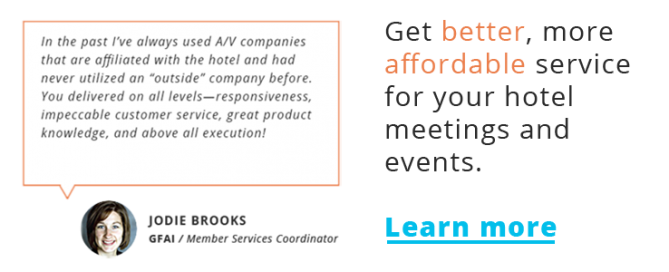 In the past I've always used A/V companies
that are affiliated with the hotel and had
never utilized an “outside” company before.
You delivered on all levels—responsiveness,
impeccable customer service, great product
knowledge, and above all execution!
JODIE BROOKS
GFAI / Member Services Coordinator
Get better, more
affordable service
for your hotel
meetings and
events.
Learn more